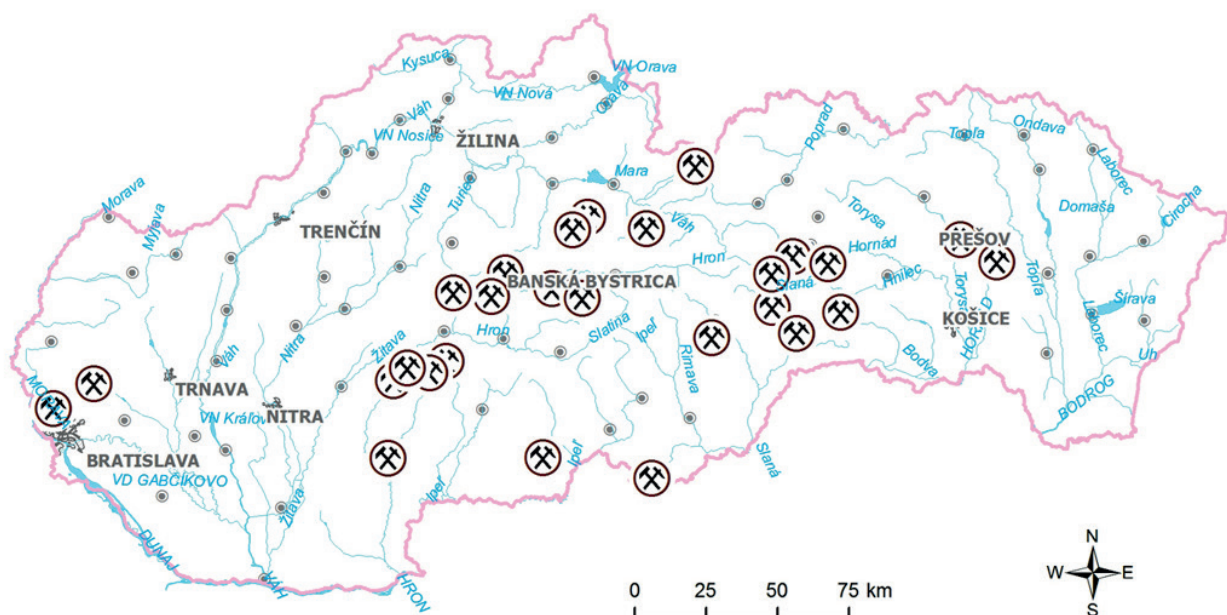 Kysuca
VN Orava
VN Nová
Orava
Váh
VN Nosice
ŽILINA
Poprad
Topľa
Ondava
Laborec
Mara
Morava
Myjava
TRENČÍN
Nitra
Turiec
Váh
Torysa
Domaša
Cirocha
Hron
Hornád
PREŠOV
BANSKÁ BYSTRICA
Slaná
Hnilec
Torysa
Topľa
Šírava
KOŠICE
Laborec
Hron
Slatina
Ipeľ
Rimava
Žitava
Nitra
Váh
Bodva
Uh
BODROG
TRNAVA
NITRA
VN Kráľov
BRATISLAVA
VD GABČÍKOVO
Žitava
Ipeľ
Ipeľ
Slaná
DUNAJ
VÁH
HRON
N
W
E
S
0 25 50 75 km